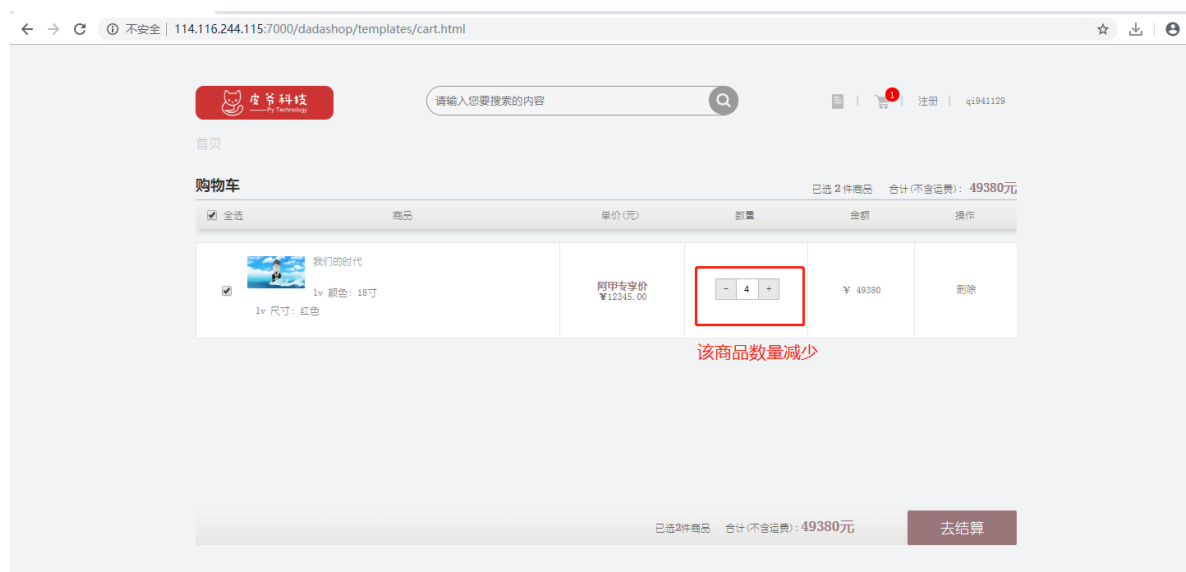 不安全 | 114.116.244.115:7000/dadashop/templates/cart.html
皮爷科技
Py Technology
请输入您要搜索的内容
1
注册
qi941129
首页
购物车
已选 2 件商品 合计(不含运费): 49380元
全选 商品 单价(元) 数量 金额 操作
我们的时代
lv 颜色: 18寸
lv 尺寸: 红色
阿甲专享价
¥12345.00
- 4 +
¥ 49380
删除
该商品数量减少
已选2件商品 合计(不含运费): 49380元
去结算